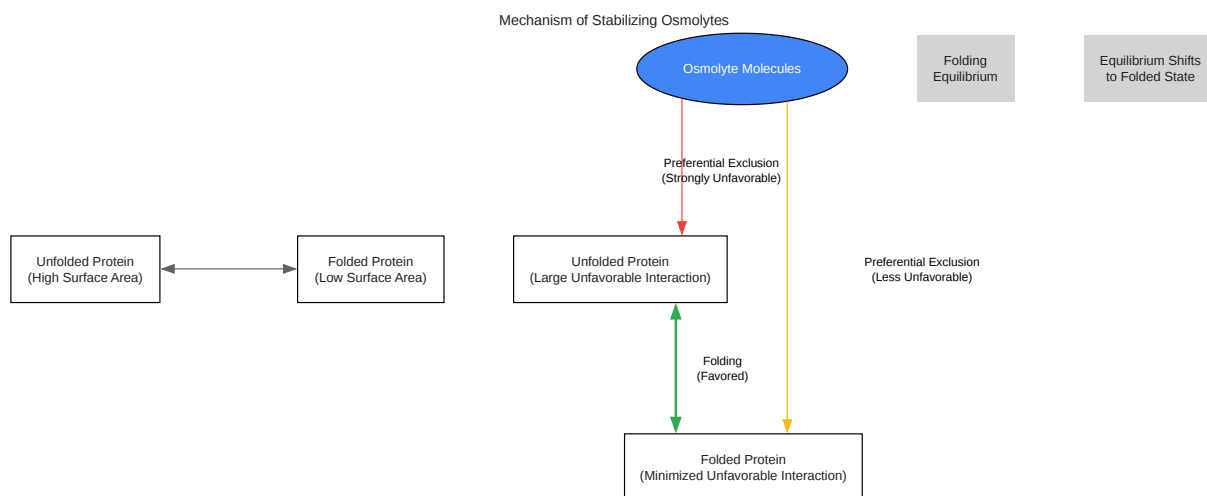 Mechanism of Stabilizing Osmolytes
Osmolyte Molecules
Folding
Equilibrium
Equilibrium Shifts
to Folded State
Preferential Exclusion
(Strongly Unfavorable)
Unfolded Protein
(High Surface Area)
Folded Protein
(Low Surface Area)
Unfolded Protein
(Large Unfavorable Interaction)
Preferential Exclusion
(Less Unfavorable)
Folding
(Favored)
Folded Protein
(Minimized Unfavorable Interaction)